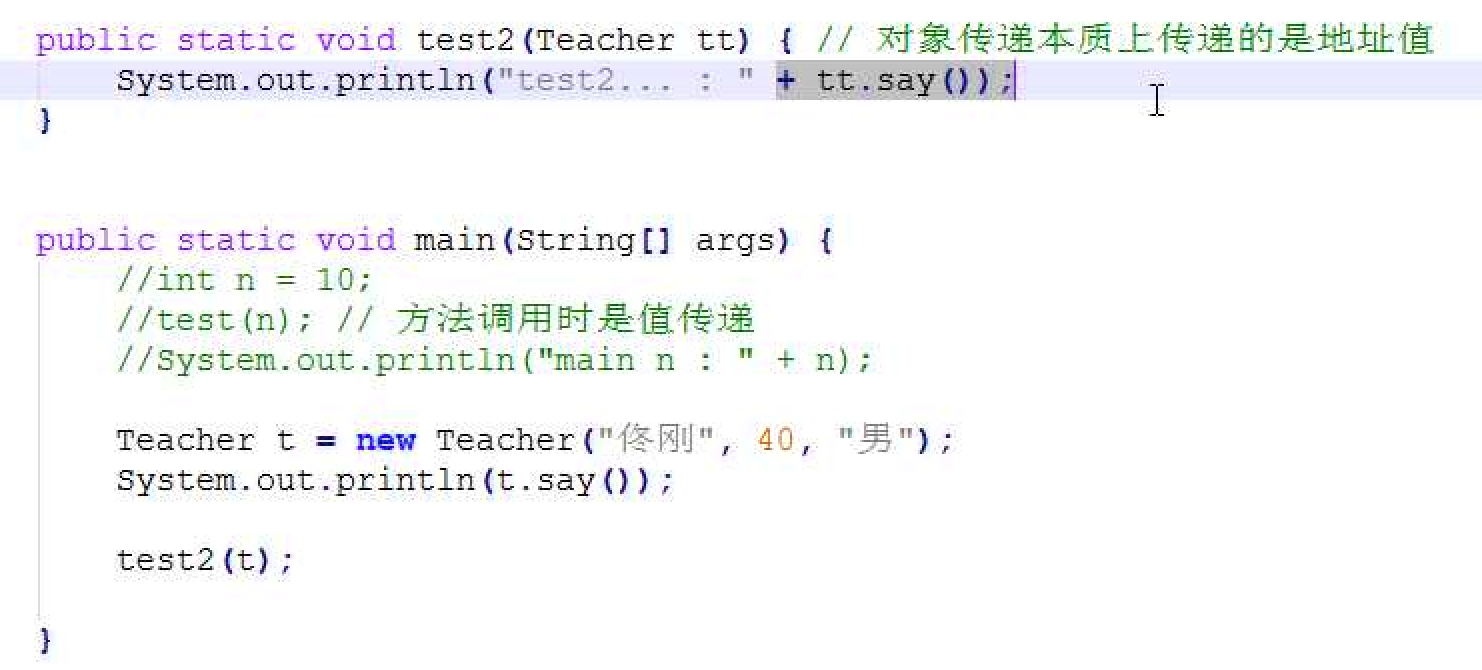 public static void test2(Teacher tt) { // 对象传递本质上传递的是地址值
System.out.println("test2... : " + tt.say());
}
public static void main(String[] args) {
//int n = 10;
//test(n); // 方法调用时是值传递
//System.out.println("main n : " + n);
Teacher t = new Teacher("佟刚", 40, "男");
System.out.println(t.say());
test2(t);
}